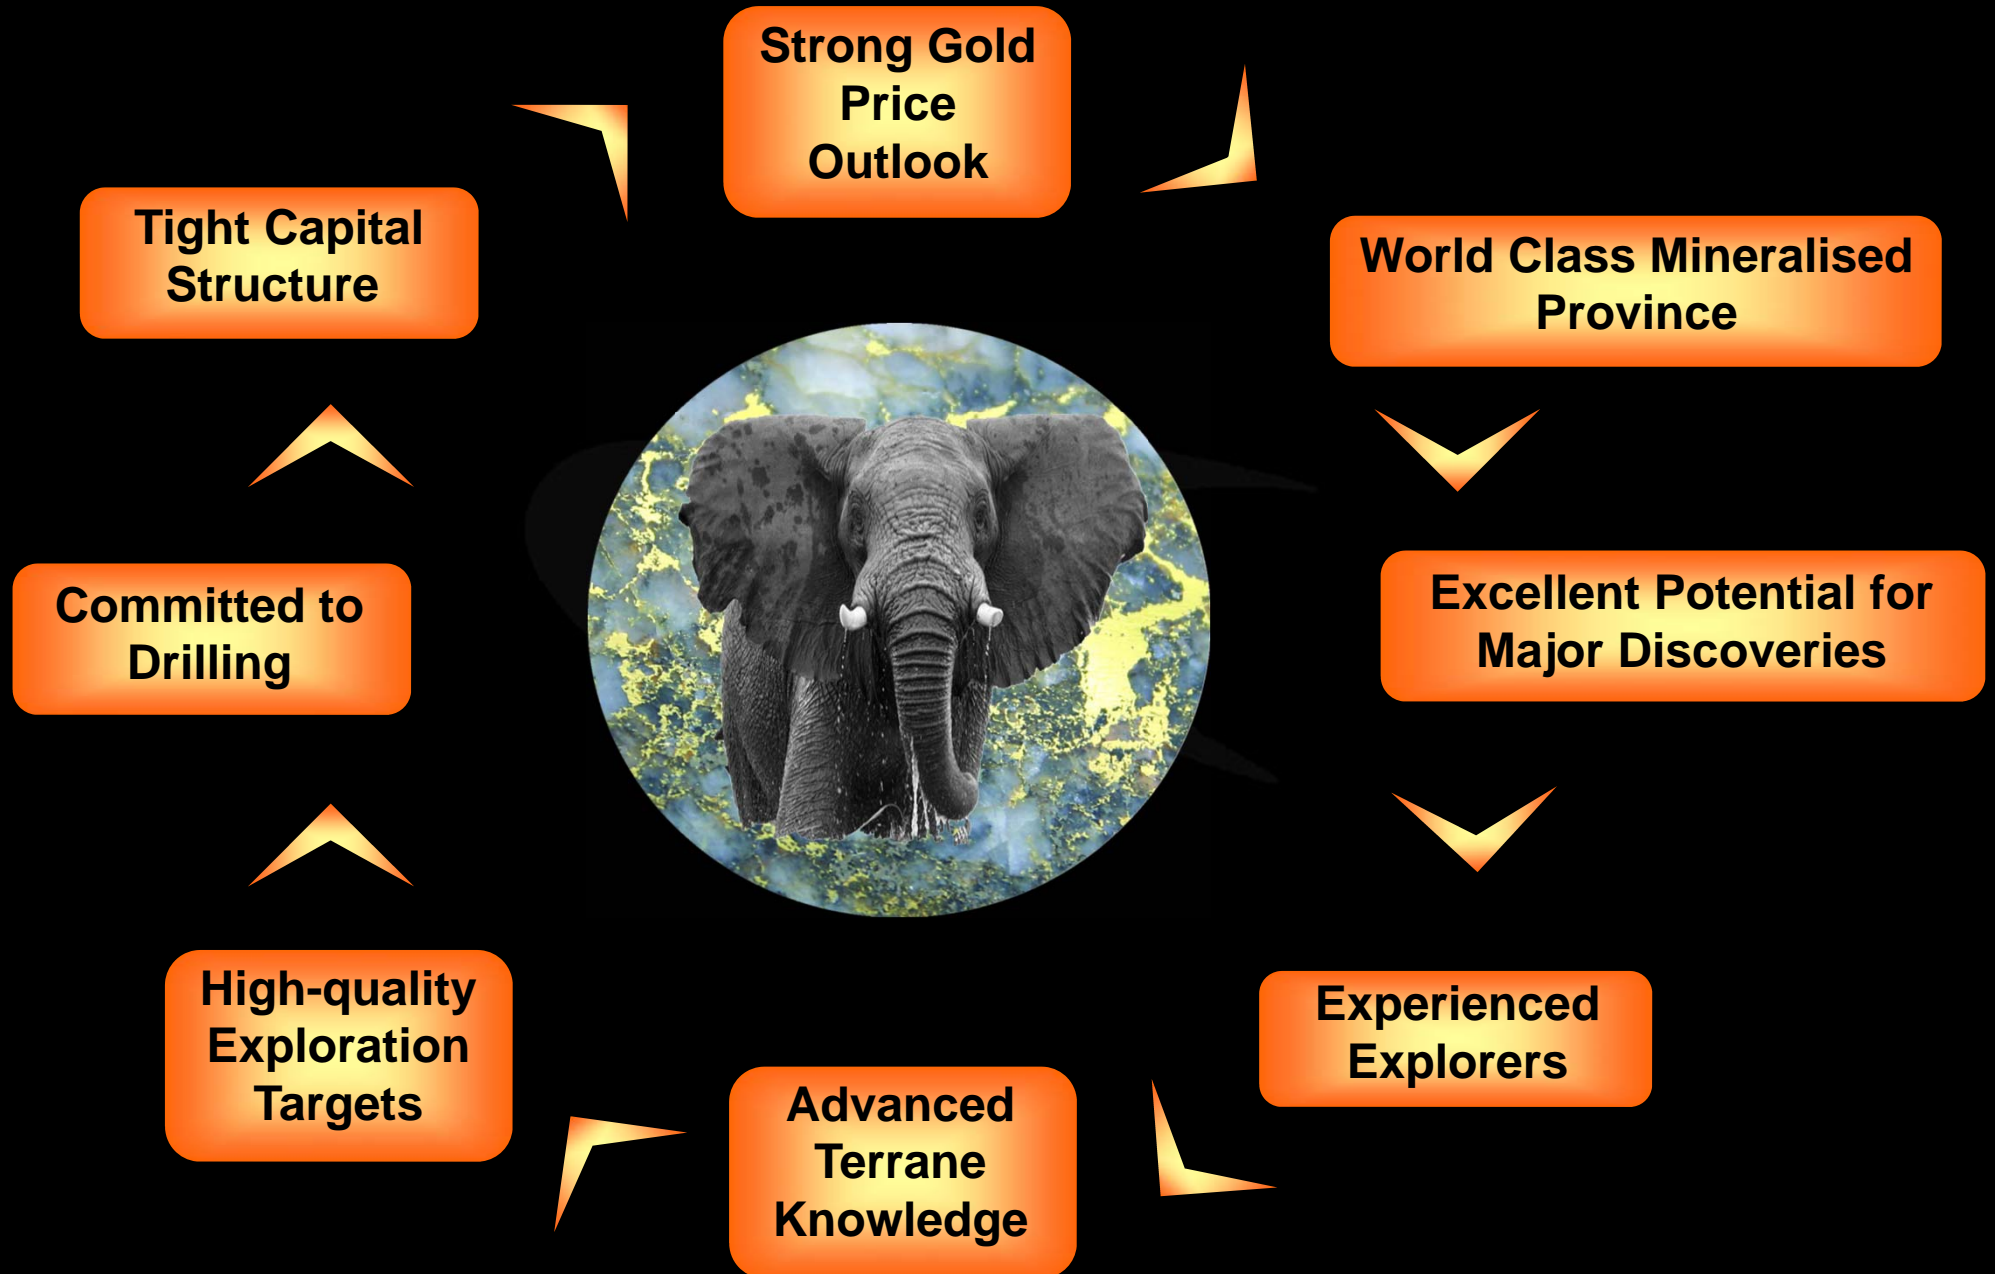 Strong Gold
Price
Outlook
World Class Mineralised
Province
Excellent Potential for
Major Discoveries
Experienced
Explorers
Advanced
Terrane
Knowledge
High-quality
Exploration
Targets
Committed to
Drilling
Tight Capital
Structure